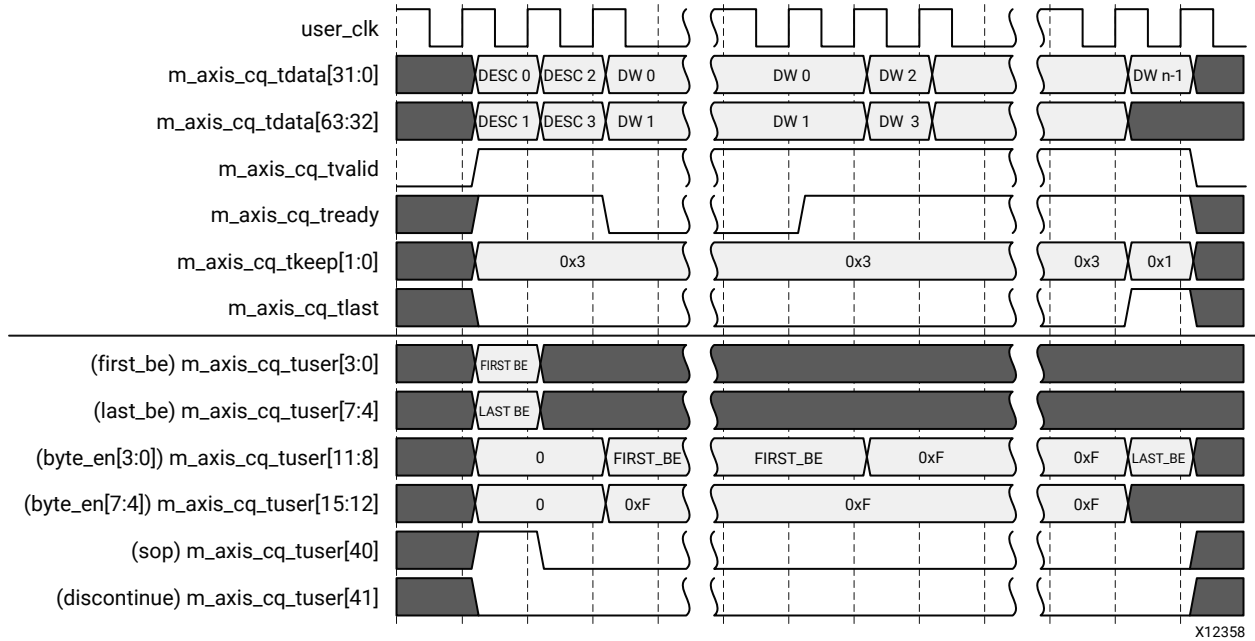 user_clk
m_axis_cq_tdata[31:0] DESC 0 DESC 2 DW 0 DW 0 DW 2 DW n-1
m_axis_cq_tdata[63:32] DESC 1 DESC 3 DW 1 DW 1 DW 3
m_axis_cq_tvalid
m_axis_cq_tready
m_axis_cq_tkeep[1:0] 0x3 0x3 0x3 0x1
m_axis_cq_tlast
(first_be) m_axis_cq_tuser[3:0] FIRST BE
(last_be) m_axis_cq_tuser[7:4] LAST BE
(byte_en[3:0]) m_axis_cq_tuser[11:8] 0 FIRST_BE FIRST_BE 0xF 0xF LAST_BE
(byte_en[7:4]) m_axis_cq_tuser[15:12] 0 0xF 0xF 0xF
(sop) m_axis_cq_tuser[40]
(discontinue) m_axis_cq_tuser[41]
X12358